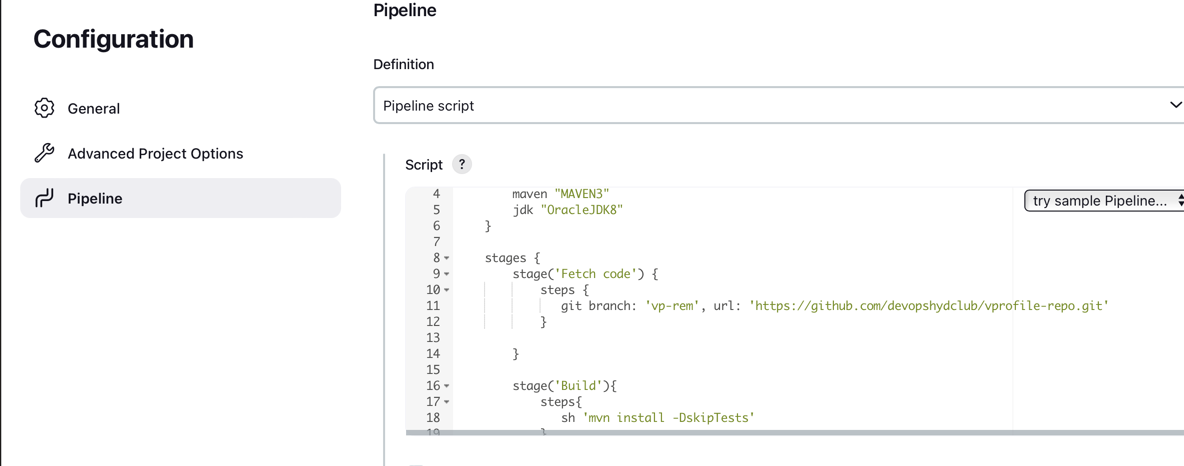 Pipeline
Configuration
Definition
General
Pipeline script
Advanced Project Options
Script ?
Pipeline
try sample Pipeline...
4 maven "MAVEN3"
5 jdk "OracleJDK8"
6 }
7
8 stages {
9 stage('Fetch code') {
10 steps {
11 git branch: 'vp-rem', url: 'https://github.com/devopshydclub/vprofile-repo.git'
12 }
13
14 }
15
16 stage('Build'){
17 steps{
18 sh 'mvn install -DskipTests'
19 }